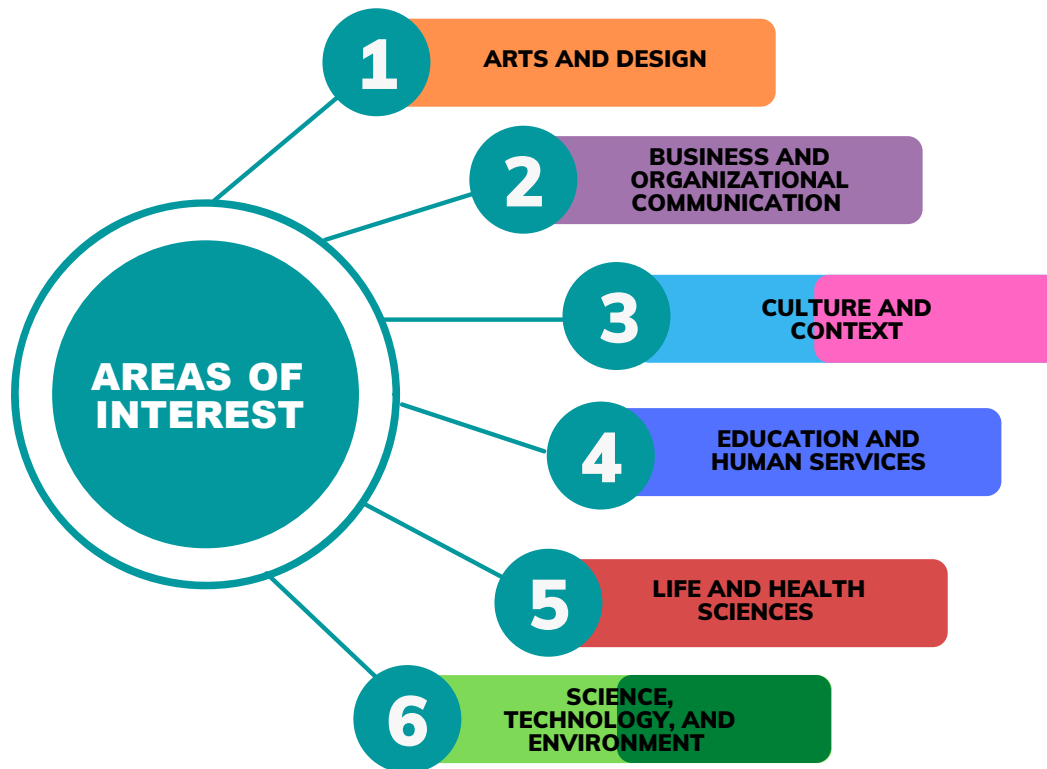 1
ARTS AND DESIGN
2
BUSINESS AND
ORGANIZATIONAL
COMMUNICATION
3
CULTURE AND
CONTEXT
AREAS OF
INTEREST
4
EDUCATION AND
HUMAN SERVICES
5
LIFE AND HEALTH
SCIENCES
6
SCIENCE,
TECHNOLOGY, AND
ENVIRONMENT